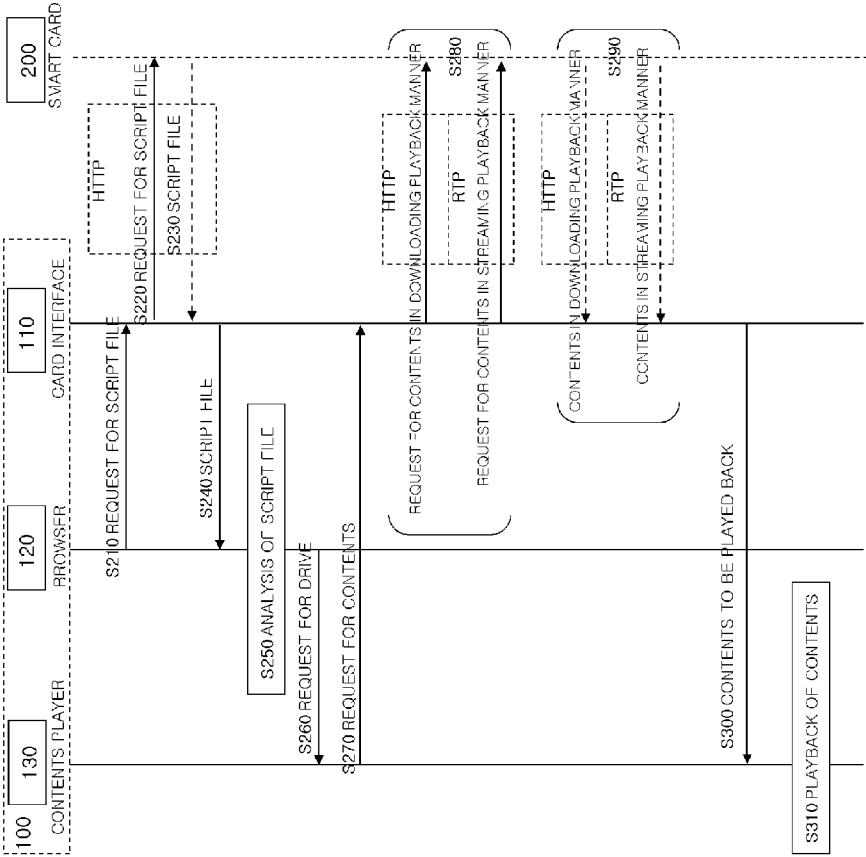 100
130
CONTENTS PLAYER
120
BROWSER
110
CARD INTERFACE
200
SMART CARD
S210 REQUEST FOR SCRIPT FILE
HTTP
S220 REQUEST FOR SCRIPT FILE
S230 SCRIPT FILE
S240 SCRIPT FILE
S250 ANALYSIS OF SCRIPT FILE
S260 REQUEST FOR DRIVE
S270 REQUEST FOR CONTENTS
HTTP
REQUEST FOR CONTENTS IN DOWNLOADING PLAYBACK MANNER
S280
RTP
REQUEST FOR CONTENTS IN STREAMING PLAYBACK MANNER
HTTP
CONTENTS IN DOWNLOADING PLAYBACK MANNER
S290
RTP
CONTENTS IN STREAMING PLAYBACK MANNER
S300 CONTENTS TO BE PLAYED BACK
S310 PLAYBACK OF CONTENTS